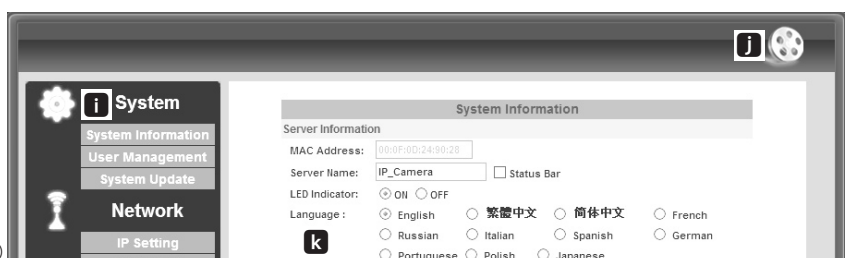 j
i System
System Information
User Management
System Update
Network
IP Setting
System Information
Server Information
MAC Address: 00:0F:0D:24:90:28
Server Name: IP_Camera Status Bar
LED Indicator: ON OFF
Language : English 繁體中文 简体中文 French
k Russian Italian Spanish German
Portuguese Polish Japanese
)